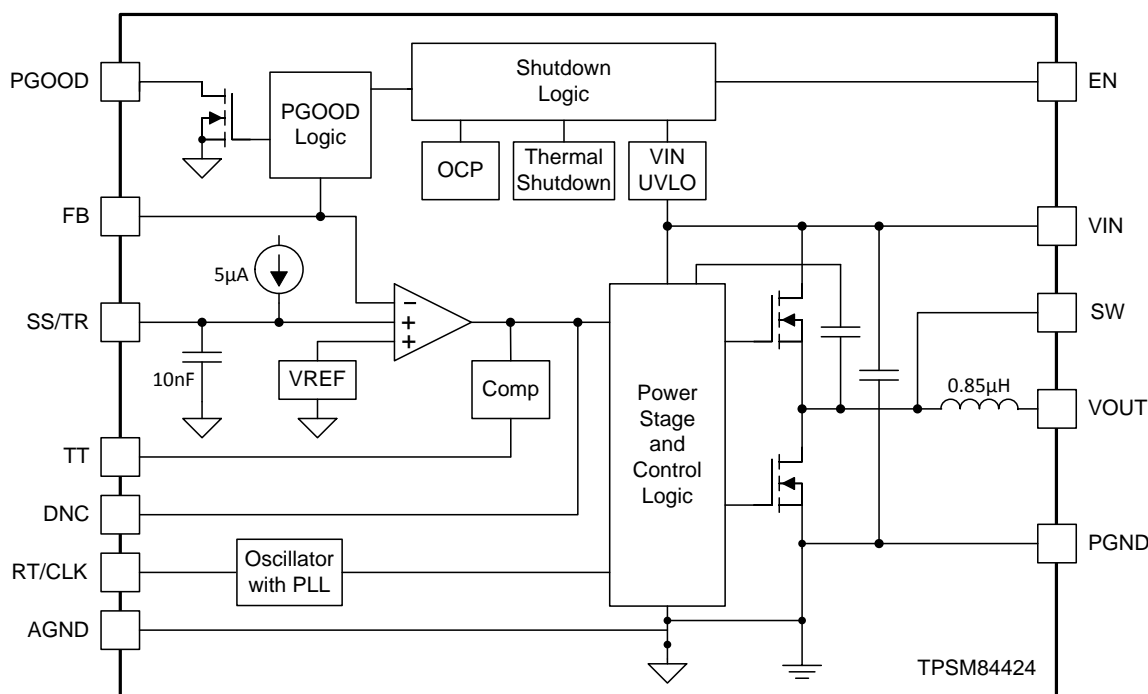 PGOOD
Shutdown
Logic
EN
PGOOD
Logic
OCP
Thermal
Shutdown
VIN
UVLO
FB
VIN
5µA
SS/TR
SW
10nF
VREF
Comp
0.85µH
VOUT
Power
Stage
and
Control
Logic
TT
DNC
PGND
RT/CLK
Oscillator
with PLL
AGND
TPSM84424